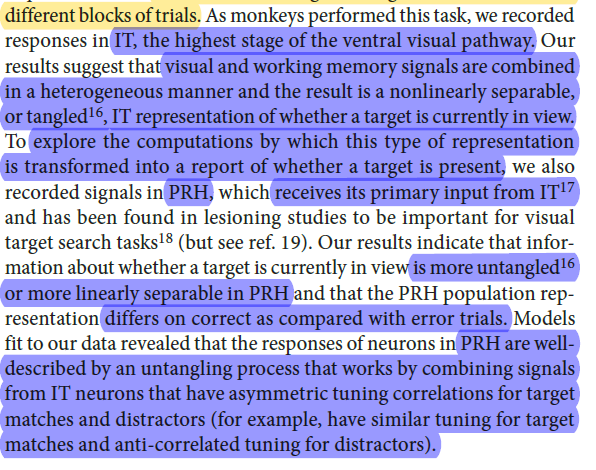 different blocks of trials. As monkeys performed this task, we recorded
responses in IT, the highest stage of the ventral visual pathway. Our
results suggest that visual and working memory signals are combined
in a heterogeneous manner and the result is a nonlinearly separable,
or tangled16, IT representation of whether a target is currently in view.
To explore the computations by which this type of representation
is transformed into a report of whether a target is present, we also
recorded signals in PRH, which receives its primary input from IT17
and has been found in lesioning studies to be important for visual
target search tasks18 (but see ref. 19). Our results indicate that infor-
mation about whether a target is currently in view is more untangled16
or more linearly separable in PRH and that the PRH population rep-
resentation differs on correct as compared with error trials. Models
fit to our data revealed that the responses of neurons in PRH are well-
described by an untangling process that works by combining signals
from IT neurons that have asymmetric tuning correlations for target
matches and distractors (for example, have similar tuning for target
matches and anti-correlated tuning for distractors).